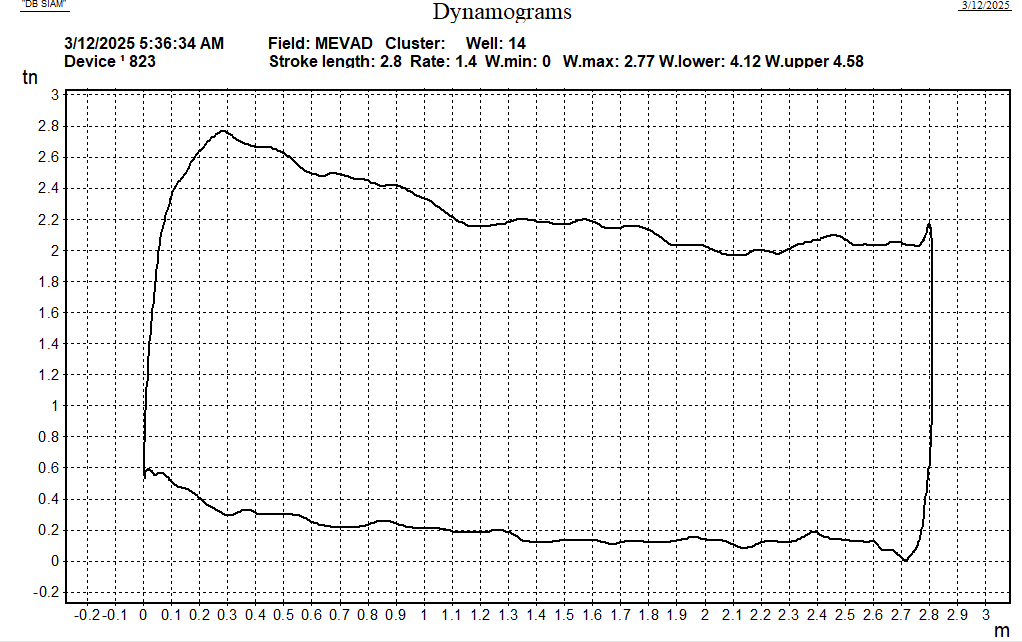 "DB SIAM"
3/12/2025
Dynamograms
3/12/2025 5:36:34 AM Field: MEVAD Cluster: Well: 14
Device ¹ 823 Stroke length: 2.8 Rate: 1.4 W.min: 0 W.max: 2.77 W.lower: 4.12 W.upper 4.58
tn
3
2.8
2.6
2.4
2.2
2
1.8
1.6
1.4
1.2
1
0.8
0.6
0.4
0.2
0
-0.2
-0.2 -0.1 0 0.1 0.2 0.3 0.4 0.5 0.6 0.7 0.8 0.9 1 1.1 1.2 1.3 1.4 1.5 1.6 1.7 1.8 1.9 2 2.1 2.2 2.3 2.4 2.5 2.6 2.7 2.8 2.9 3
m